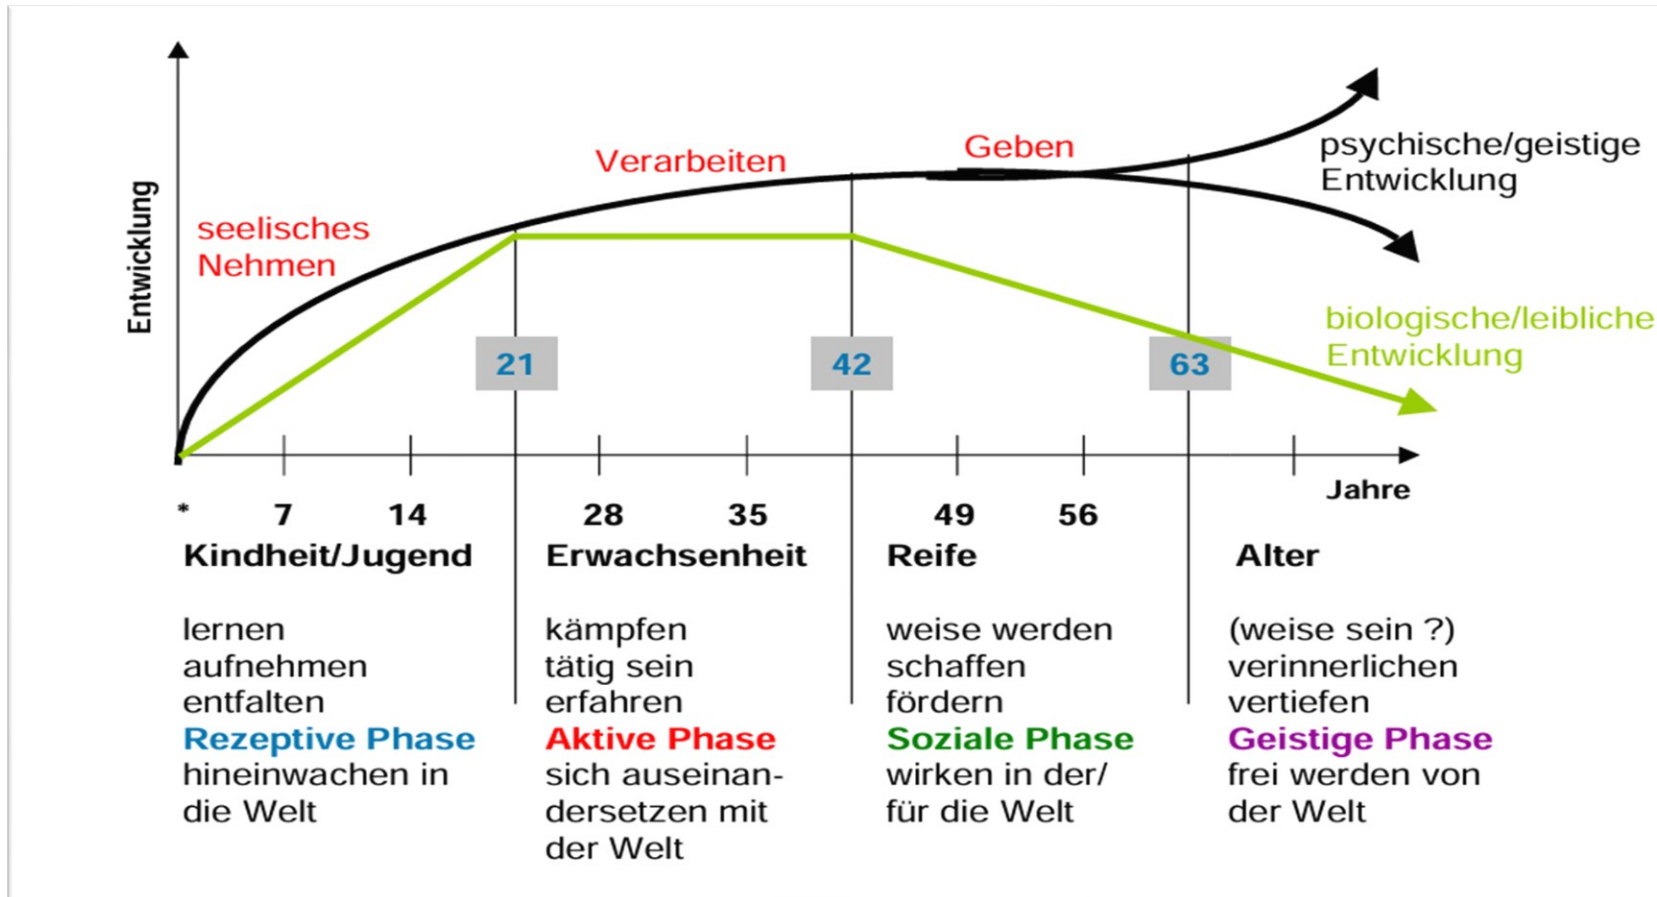 Entwicklung
seelisches
Nehmen
Verarbeiten
Geben
psychische/geistige
Entwicklung
biologische/leibliche
Entwicklung
21
42
63
Jahre
* 7 14 28 35 49 56
Kindheit/Jugend
lernen
aufnehmen
entfalten
Rezeptive Phase
hineinwachen in
die Welt
Erwachsenheit
kämpfen
tätig sein
erfahren
Aktive Phase
sich auseinan-
dersetzen mit
der Welt
Reife
weise werden
schaffen
fördern
Soziale Phase
wirken in der/
für die Welt
Alter
(weise sein ?)
verinnerlichen
vertiefen
Geistige Phase
frei werden von
der Welt